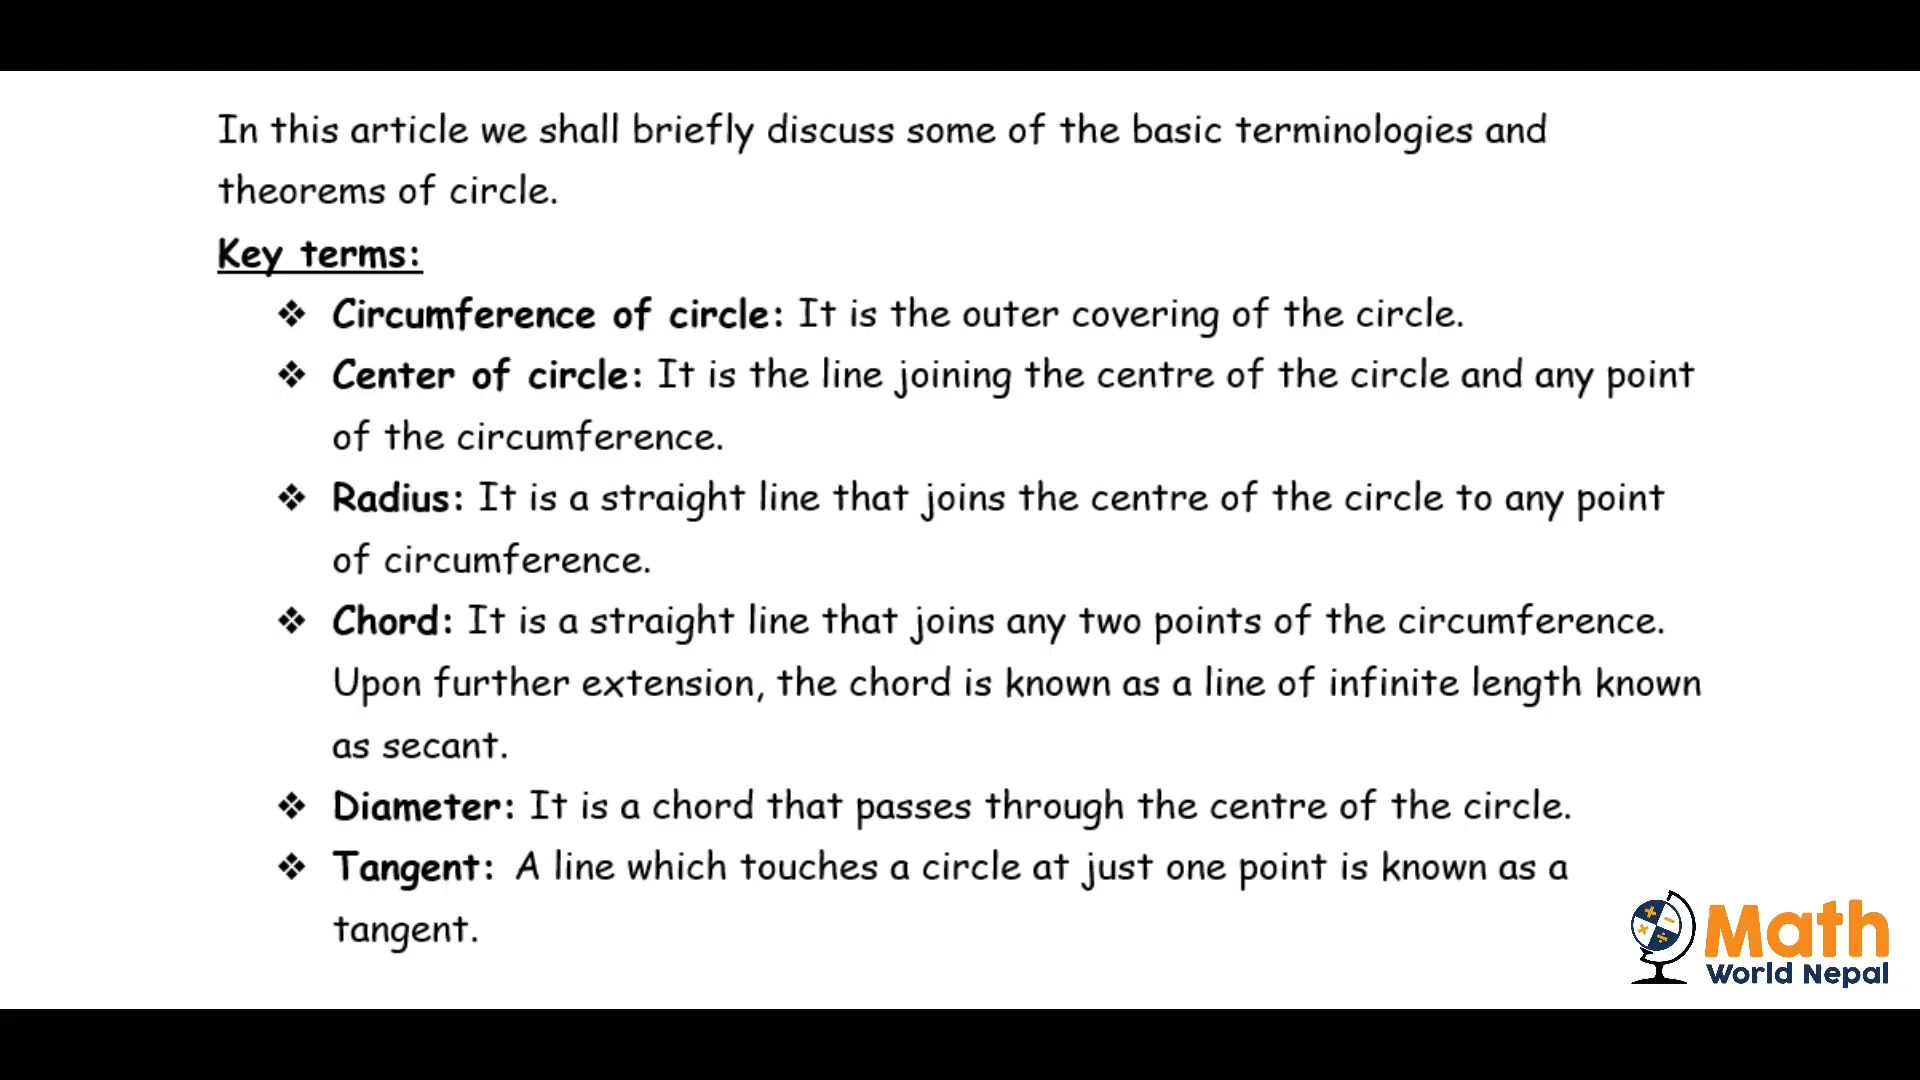 In this article we shall briefly discuss some of the basic terminologies and
theorems of circle.
Key terms:
❖ Circumference of circle: It is the outer covering of the circle.
❖ Center of circle: It is the line joining the centre of the circle and any point
of the circumference.
❖ Radius: It is a straight line that joins the centre of the circle to any point
of circumference.
❖ Chord: It is a straight line that joins any two points of the circumference.
Upon further extension, the chord is known as a line of infinite length known
as secant.
❖ Diameter: It is a chord that passes through the centre of the circle.
❖ Tangent: A line which touches a circle at just one point is known as a
tangent.
Math
World Nepal